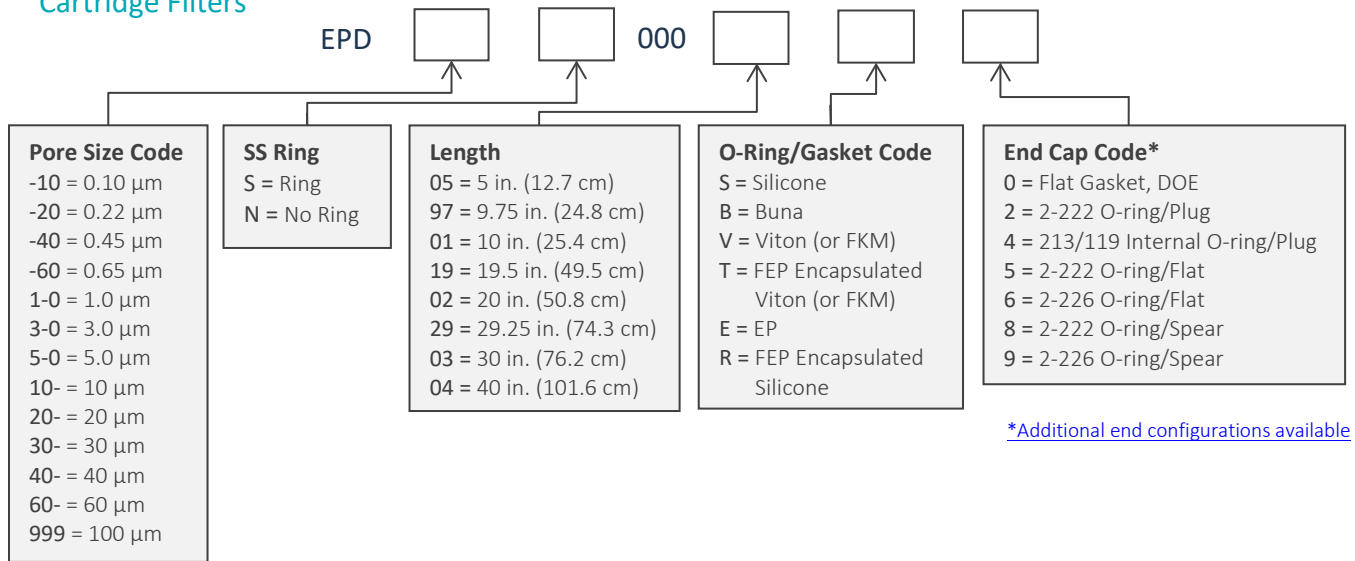 Cartridge Filters
EPD
000
Pore Size Code
-10 = 0.10 µm
-20 = 0.22 µm
-40 = 0.45 µm
-60 = 0.65 µm
1-0 = 1.0 µm
3-0 = 3.0 µm
5-0 = 5.0 µm
10- = 10 µm
20- = 20 µm
30- = 30 µm
40- = 40 µm
60- = 60 µm
999 = 100 µm
SS Ring
S = Ring
N = No Ring
Length
05 = 5 in. (12.7 cm)
97 = 9.75 in. (24.8 cm)
01 = 10 in. (25.4 cm)
19 = 19.5 in. (49.5 cm)
02 = 20 in. (50.8 cm)
29 = 29.25 in. (74.3 cm)
03 = 30 in. (76.2 cm)
04 = 40 in. (101.6 cm)
O-Ring/Gasket Code
S = Silicone
B = Buna
V = Viton (or FKM)
T = FEP Encapsulated
Viton (or FKM)
E = EP
R = FEP Encapsulated
Silicone
End Cap Code*
0 = Flat Gasket, DOE
2 = 2-222 O-ring/Plug
4 = 213/119 Internal O-ring/Plug
5 = 2-222 O-ring/Flat
6 = 2-226 O-ring/Flat
8 = 2-222 O-ring/Spear
9 = 2-226 O-ring/Spear
*Additional end configurations available